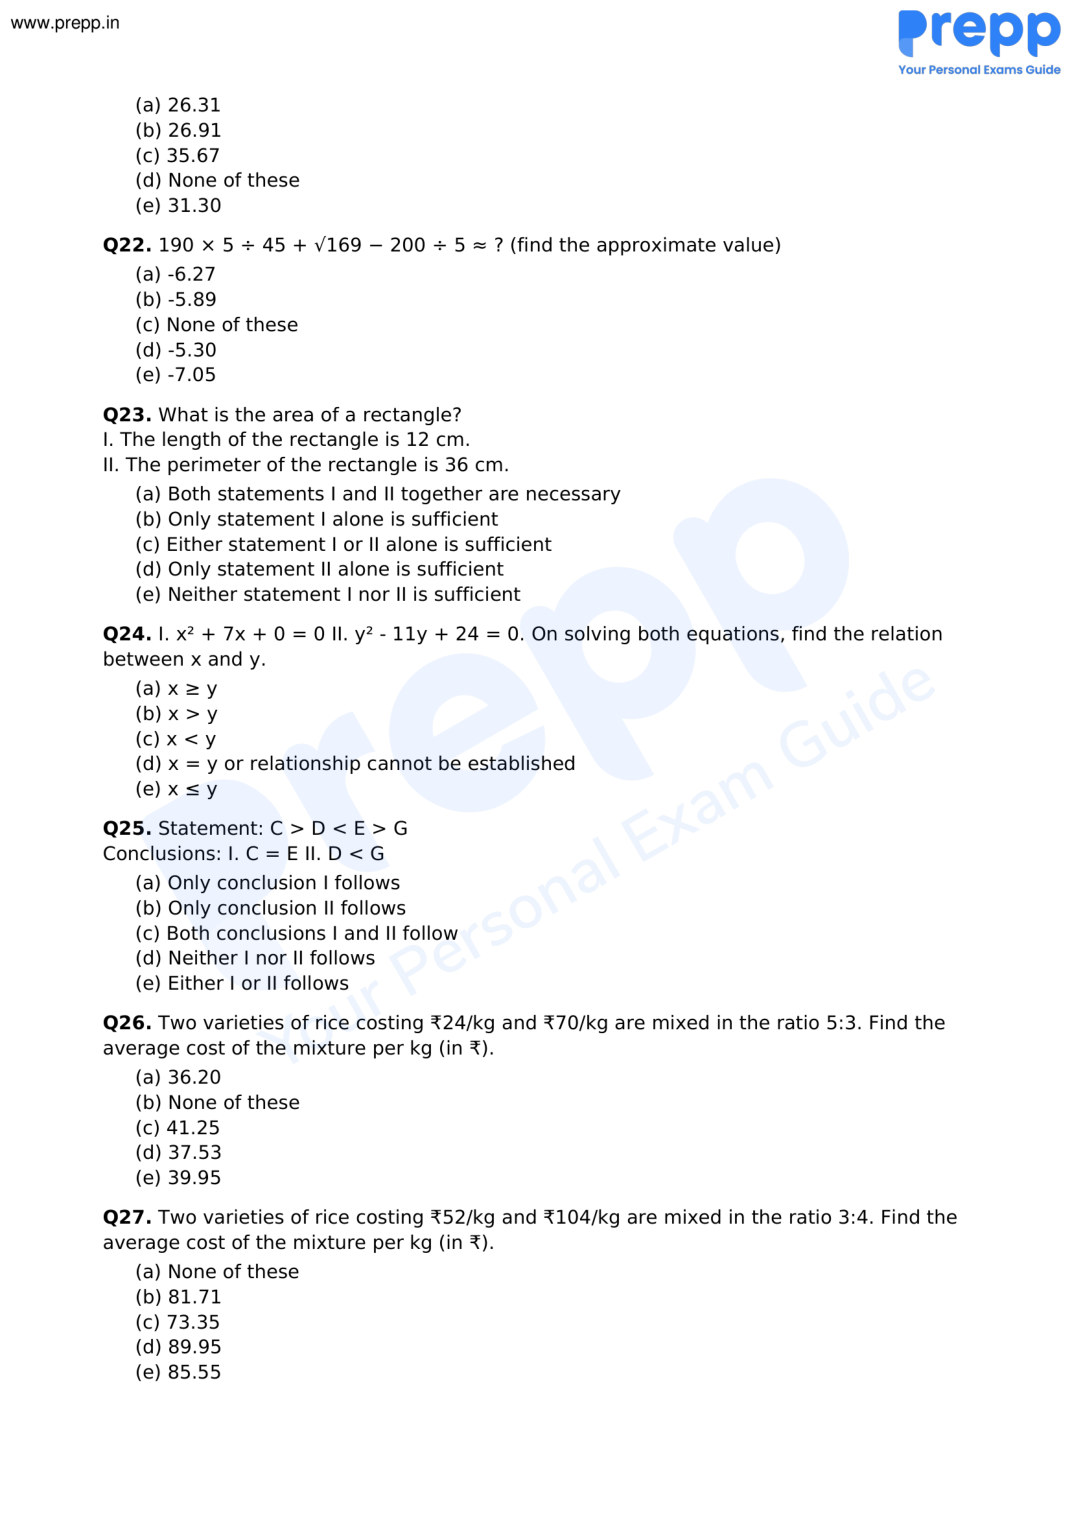 www.prepp.in
Prepp
Your Personal Exams Guide
(a) 26.31
(b) 26.91
(c) 35.67
(d) None of these
(e) 31.30
Q22. 190 × 5 ÷ 45 + √169 − 200 ÷ 5 ≈ ? (find the approximate value)
(a) -6.27
(b) -5.89
(c) None of these
(d) -5.30
(e) -7.05
Q23. What is the area of a rectangle?
I. The length of the rectangle is 12 cm.
II. The perimeter of the rectangle is 36 cm.
(a) Both statements I and II together are necessary
(b) Only statement I alone is sufficient
(c) Either statement I or II alone is sufficient
(d) Only statement II alone is sufficient
(e) Neither statement I nor II is sufficient
Q24. I. x² + 7x + 0 = 0 II. y² - 11y + 24 = 0. On solving both equations, find the relation
between x and y.
(a) x ≥ y
(b) x > y
(c) x < y
(d) x = y or relationship cannot be established
(e) x ≤ y
Q25. Statement: C > D < E > G
Conclusions: I. C = E II. D < G
(a) Only conclusion I follows
(b) Only conclusion II follows
(c) Both conclusions I and II follow
(d) Neither I nor II follows
(e) Either I or II follows
Q26. Two varieties of rice costing ₹24/kg and ₹70/kg are mixed in the ratio 5:3. Find the
average cost of the mixture per kg (in ₹).
(a) 36.20
(b) None of these
(c) 41.25
(d) 37.53
(e) 39.95
Q27. Two varieties of rice costing ₹52/kg and ₹104/kg are mixed in the ratio 3:4. Find the
average cost of the mixture per kg (in ₹).
(a) None of these
(b) 81.71
(c) 73.35
(d) 89.95
(e) 85.55
Prepp
Your Personal Exam Guide